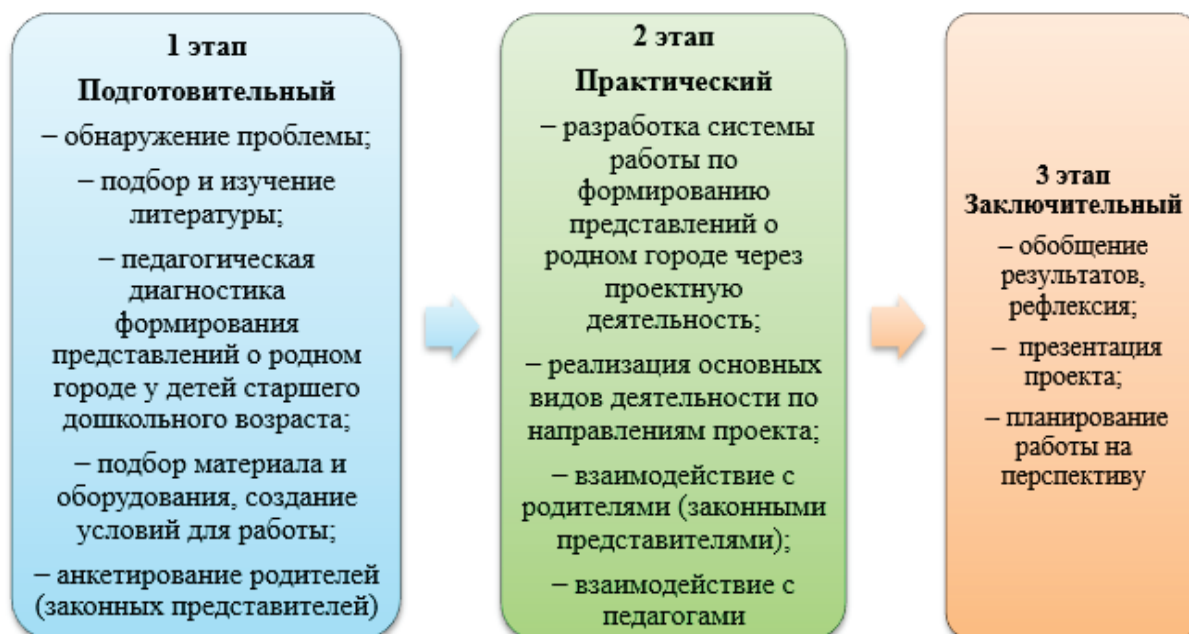 1 этап
Подготовительный
– обнаружение проблемы;
– подбор и изучение
литературы;
– педагогическая
диагностика
формирования
представлений о родном
городе у детей старшего
дошкольного возраста;
– подбор материала и
оборудования, создание
условий для работы;
– анкетирование родителей
(законных представителей)
2 этап
Практический
– разработка системы
работы по
формированию
представлений о
родном городе через
проектную
деятельность;
– реализация основных
видов деятельности по
направлениям проекта;
– взаимодействие с
родителями (законными
представителями);
– взаимодействие с
педагогами
3 этап
Заключительный
– обобщение
результатов,
рефлексия;
– презентация
проекта;
– планирование
работы на
перспективу